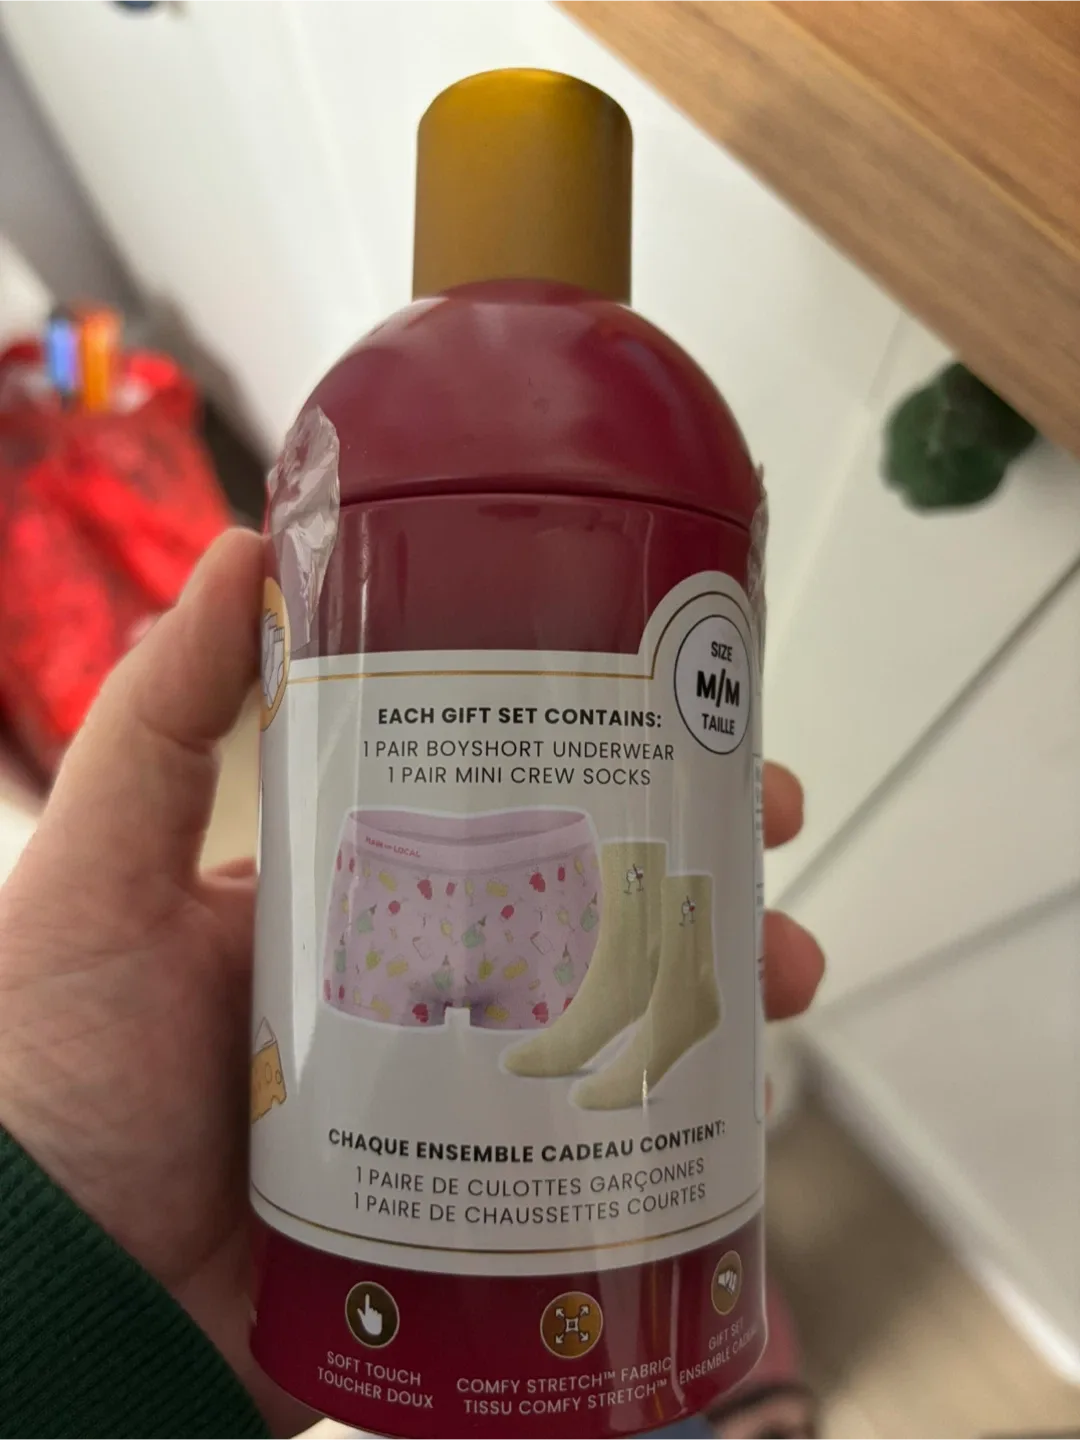 SIZE
M/M
TAILLE
EACH GIFT SET CONTAINS:
1 PAIR BOYSHORT UNDERWEAR
1 PAIR MINI CREW SOCKS
LOCAL
CHAQUE ENSEMBLE CADEAU CONTIENT:
1 PAIRE DE CULOTTES GARÇONNES
1 PAIRE DE CHAUSSETTES COURTES
SOFT TOUCH
TOUCHER DOUX
COMFY STRETCH™ FABRIC
TISSU COMFY STRETCH™
GIFT SET
ENSEMBLE CADEAU